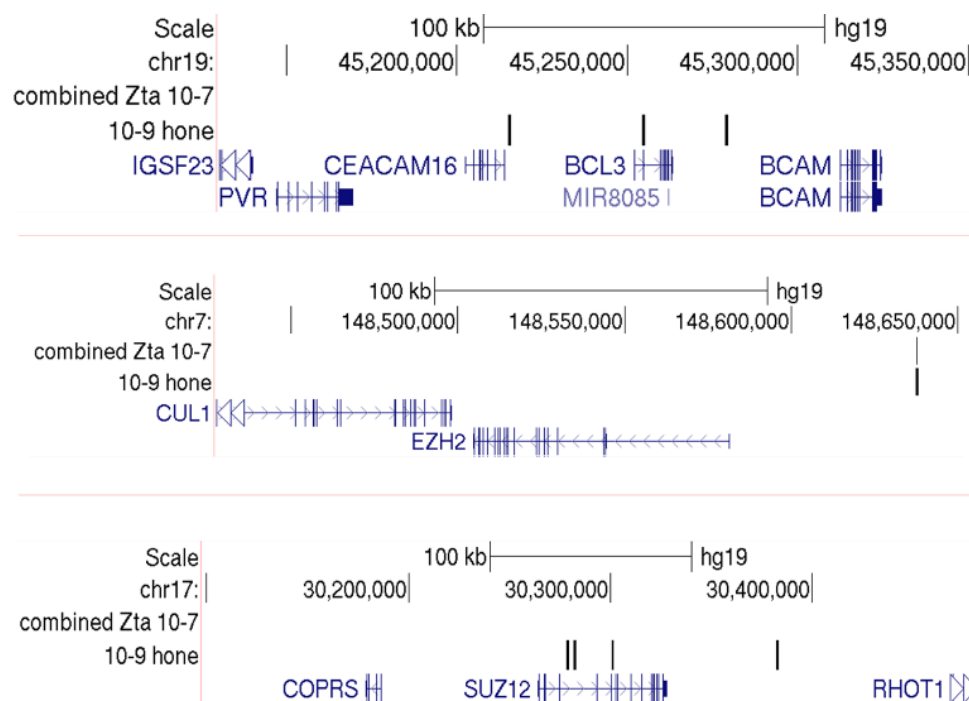 Scale 100 kb hg19
chr19: 45,200,000 45,250,000 45,300,000 45,350,000
combined Zta 10-7
10-9 hone
IGSF23 CEACAM16 BCL3 BCAM
PVR MIR8085 BCAM
Scale 100 kb hg19
chr7: 148,500,000 148,550,000 148,600,000 148,650,000
combined Zta 10-7
10-9 hone
CUL1
EZH2
Scale 100 kb hg19
chr17: 30,200,000 30,300,000 30,400,000
combined Zta 10-7
10-9 hone
COPRS SUZ12 RHOT1